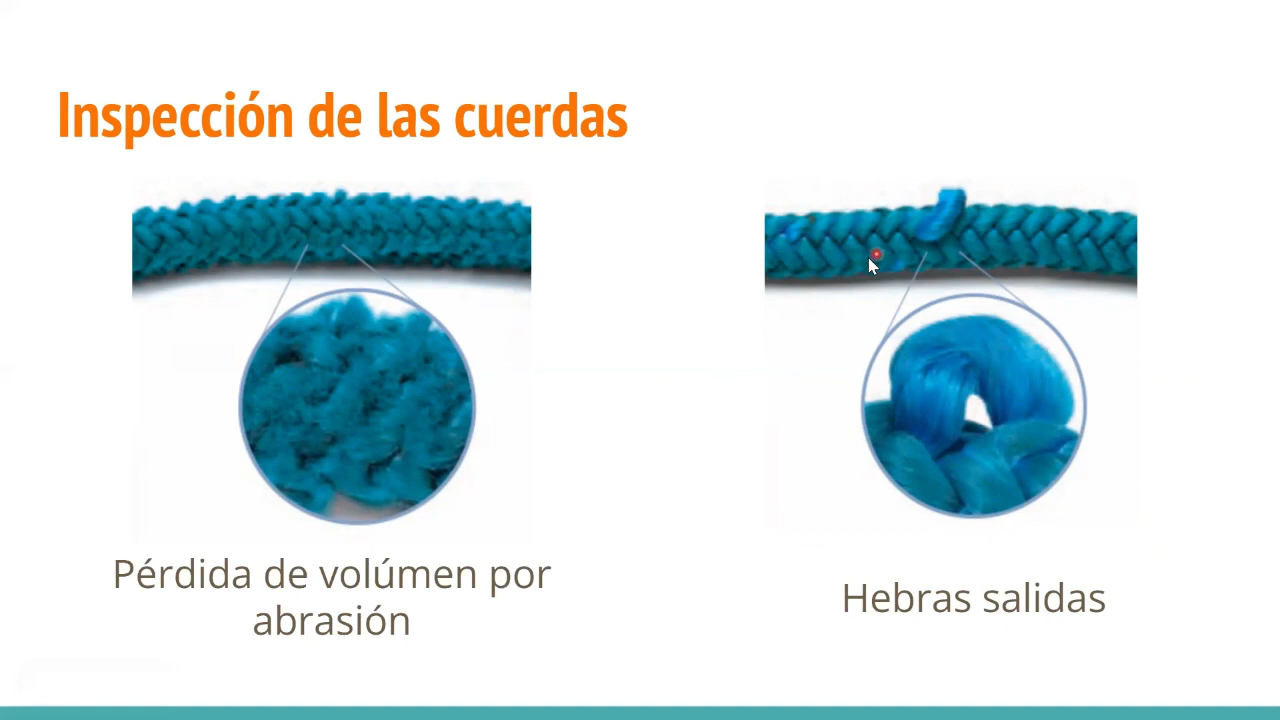 Inspección de las cuerdas
Pérdida de volúmen por
abrasión
Hebras salidas